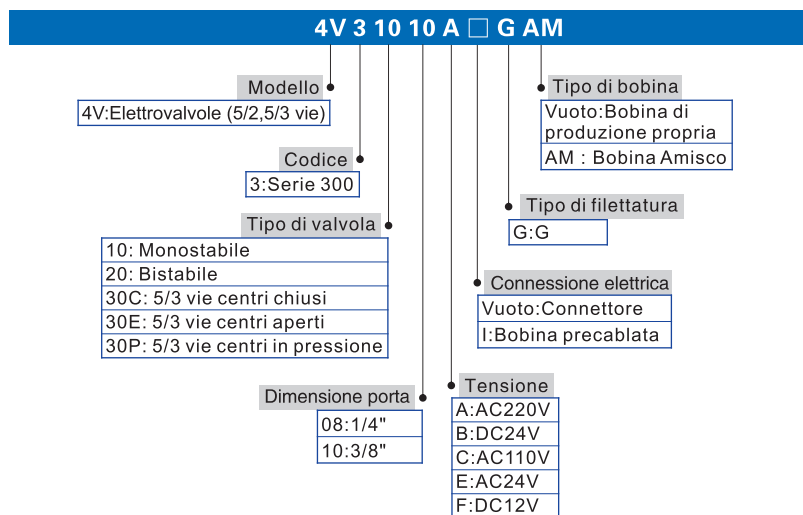 4V 3 10 10 A □ G AM
Modello
4V:Elettrovalvole (5/2,5/3 vie)
Codice
3:Serie 300
Tipo di valvola
10: Monostabile
20: Bistabile
30C: 5/3 vie centri chiusi
30E: 5/3 vie centri aperti
30P: 5/3 vie centri in pressione
Dimensione porta
08:1/4"
10:3/8"
Tensione
A:AC220V
B:DC24V
C:AC110V
E:AC24V
F:DC12V
Connessione elettrica
Vuoto:Connettore
I:Bobina precablata
Tipo di filettatura
G:G
Tipo di bobina
Vuoto:Bobina di
produzione propria
AM : Bobina Amisco